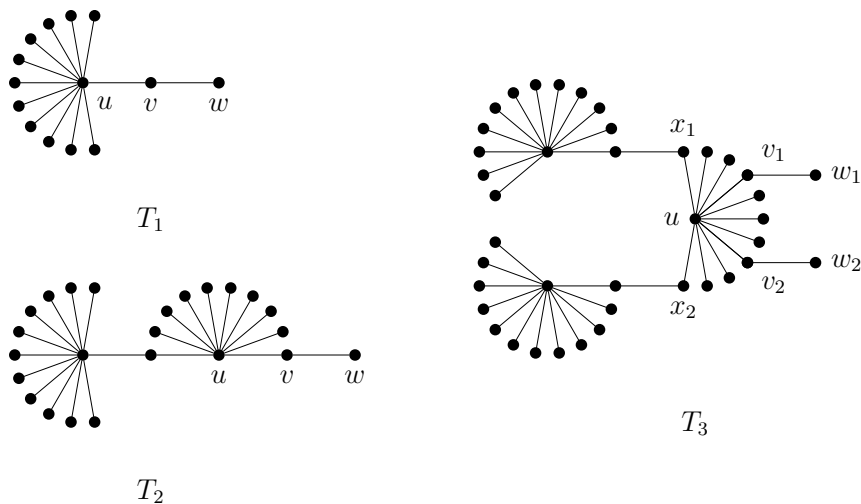 u v w
T₁
u v w
T₂
x₁
v₁
w₁
u
w₂
v₂
x₂
T₃